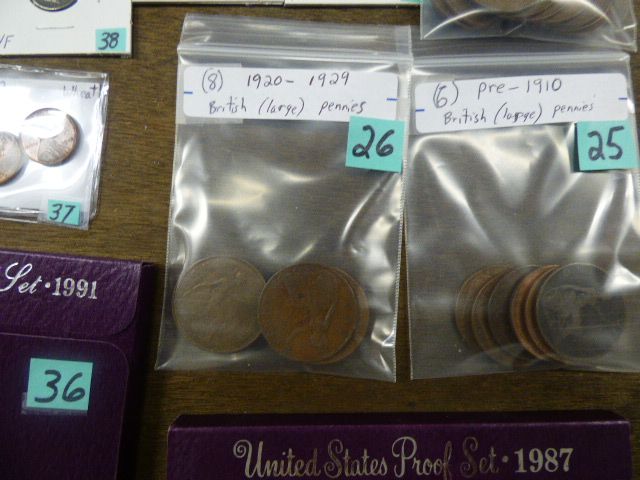 VF
38
37
(8) 1920 - 1929
British (large) pennies
26
(6) Pre-1910
British (large) pennies
25
Set · 1991
36
United States Proof Set · 1987